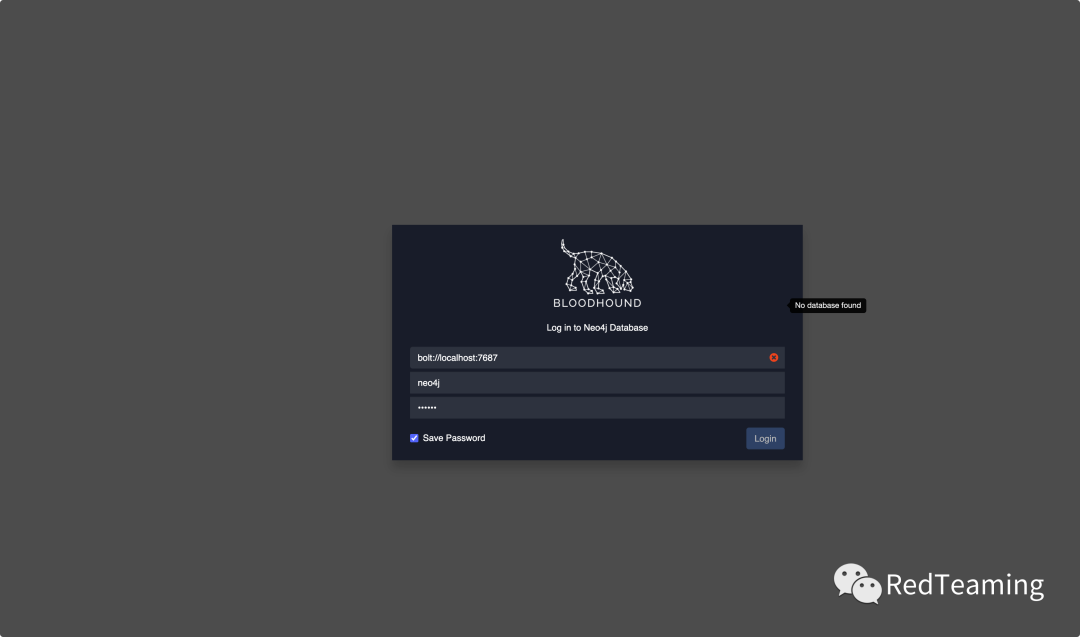 BLOODHOUND
No database found
Log in to Neo4j Database
bolt://localhost:7687
neo4j
••••••
Save Password
Login
RedTeaming